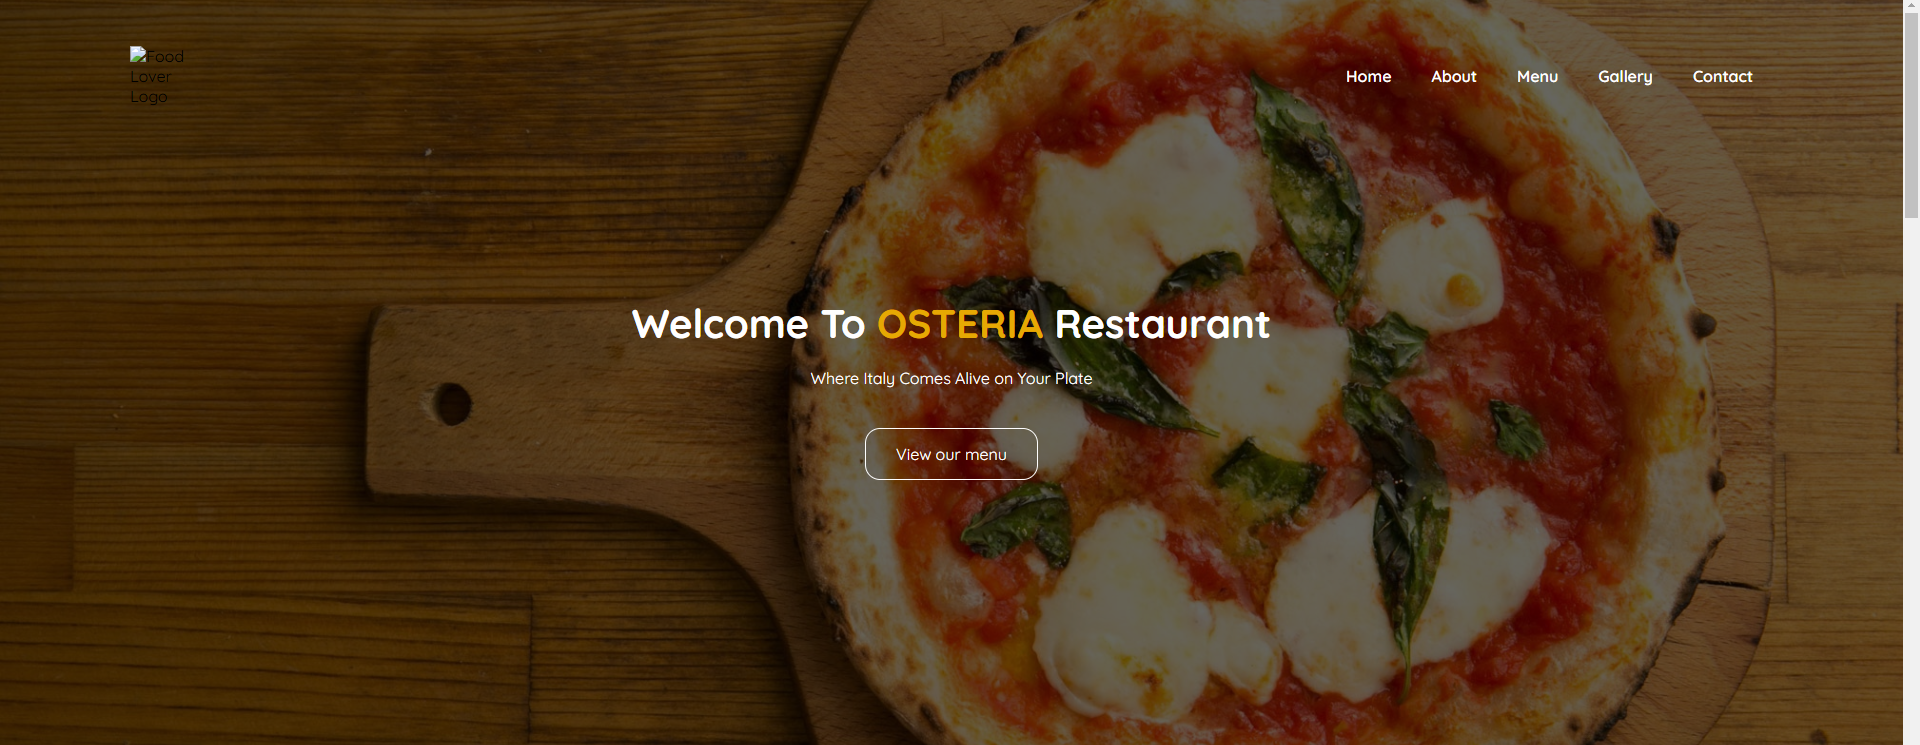 Food
Lover
Logo
Home About Menu Gallery Contact
Welcome To OSTERIA Restaurant
Where Italy Comes Alive on Your Plate
View our menu